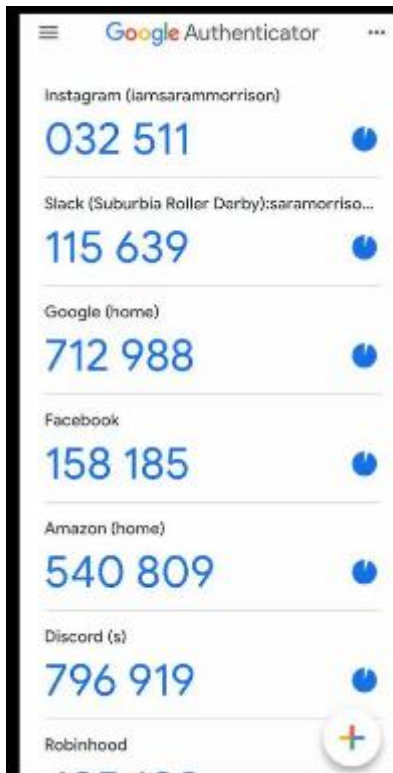 Google Authenticator
Instagram (iamsarammorrison)
032 511
Slack (Suburbia Roller Derby):saramorriso...
115 639
Google (home)
712 988
Facebook
158 185
Amazon (home)
540 809
Discord (s)
796 919
Robinhood